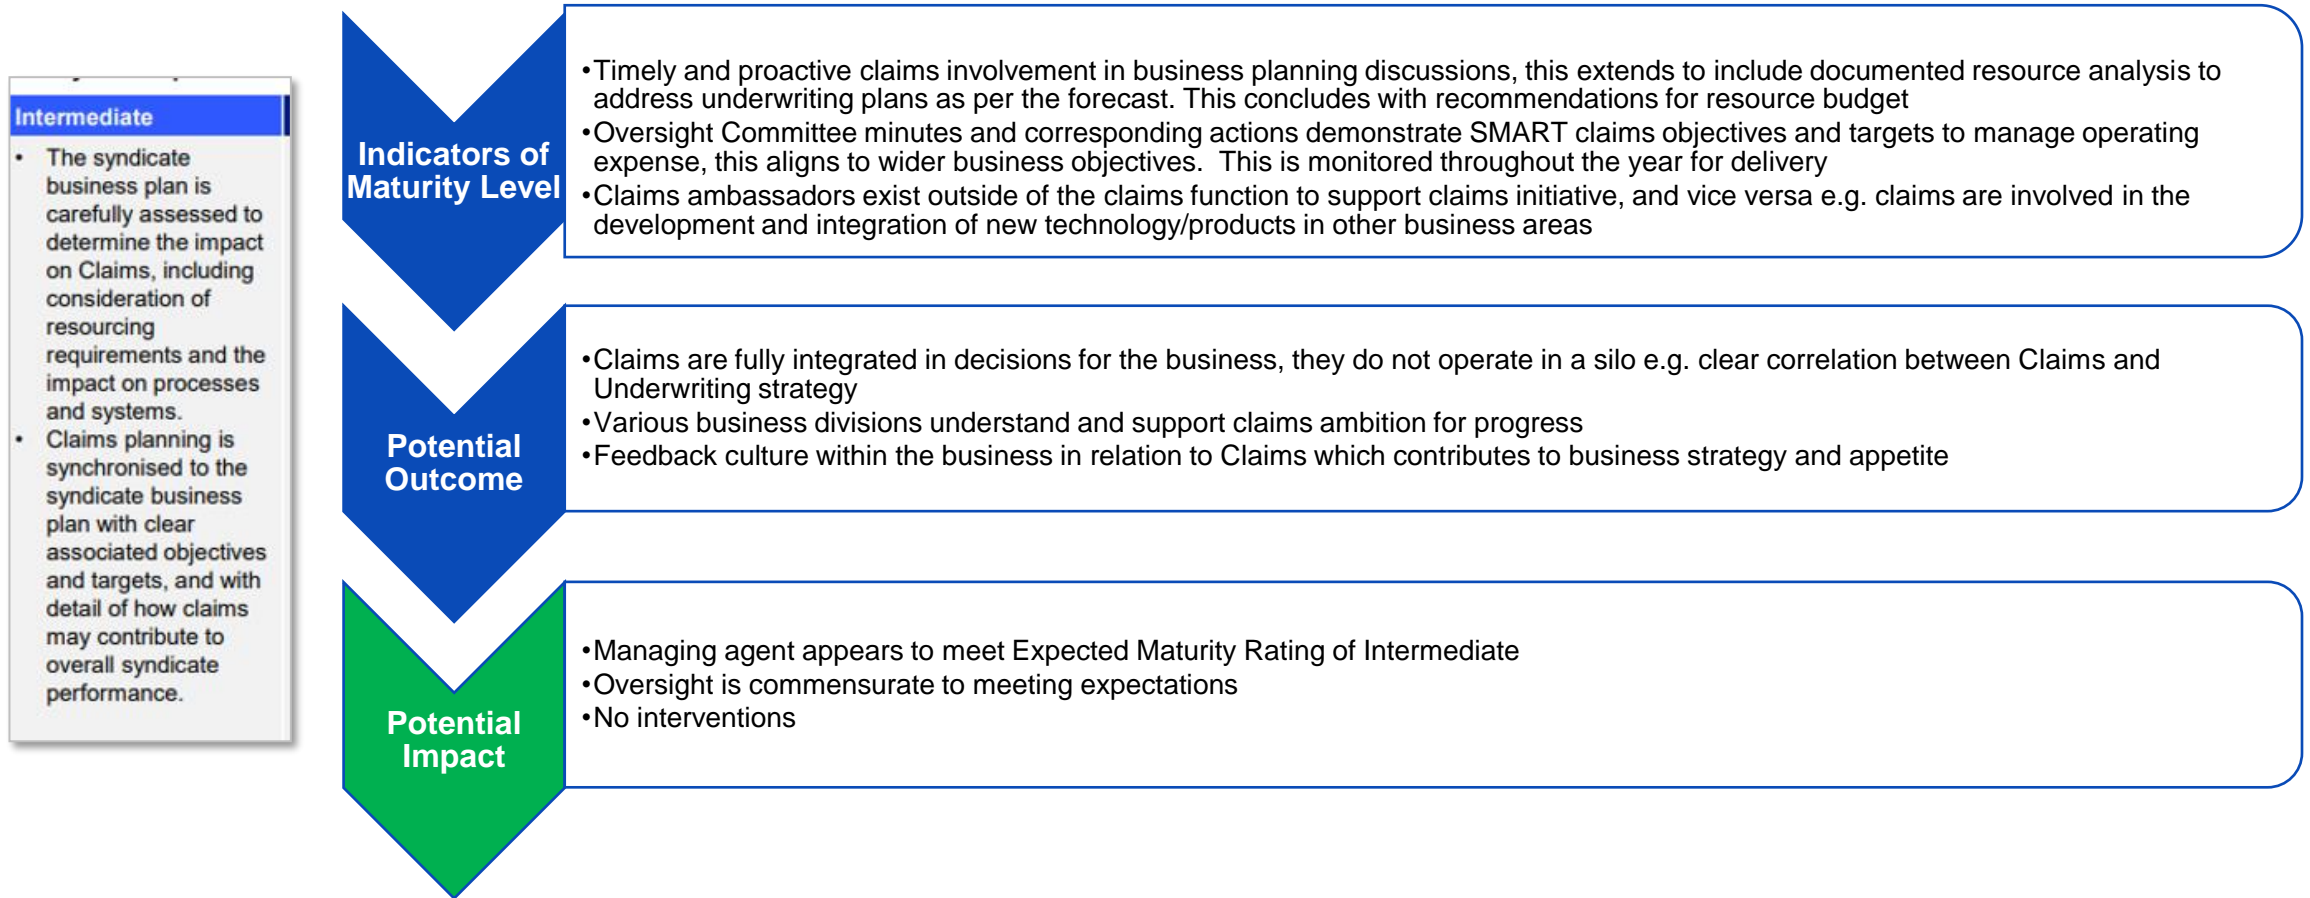 Intermediate
• The syndicate
business plan is
carefully assessed to
determine the impact
on Claims, including
consideration of
resourcing
requirements and the
impact on processes
and systems.
• Claims planning is
synchronised to the
syndicate business
plan with clear
associated objectives
and targets, and with
detail of how claims
may contribute to
overall syndicate
performance.
Indicators of
Maturity Level
•Timely and proactive claims involvement in business planning discussions, this extends to include documented resource analysis to
address underwriting plans as per the forecast. This concludes with recommendations for resource budget
•Oversight Committee minutes and corresponding actions demonstrate SMART claims objectives and targets to manage operating
expense, this aligns to wider business objectives.  This is monitored throughout the year for delivery
•Claims ambassadors exist outside of the claims function to support claims initiative, and vice versa e.g. claims are involved in the
development and integration of new technology/products in other business areas
Potential
Outcome
•Claims are fully integrated in decisions for the business, they do not operate in a silo e.g. clear correlation between Claims and
Underwriting strategy
•Various business divisions understand and support claims ambition for progress
•Feedback culture within the business in relation to Claims which contributes to business strategy and appetite
Potential
Impact
•Managing agent appears to meet Expected Maturity Rating of Intermediate
•Oversight is commensurate to meeting expectations
•No interventions